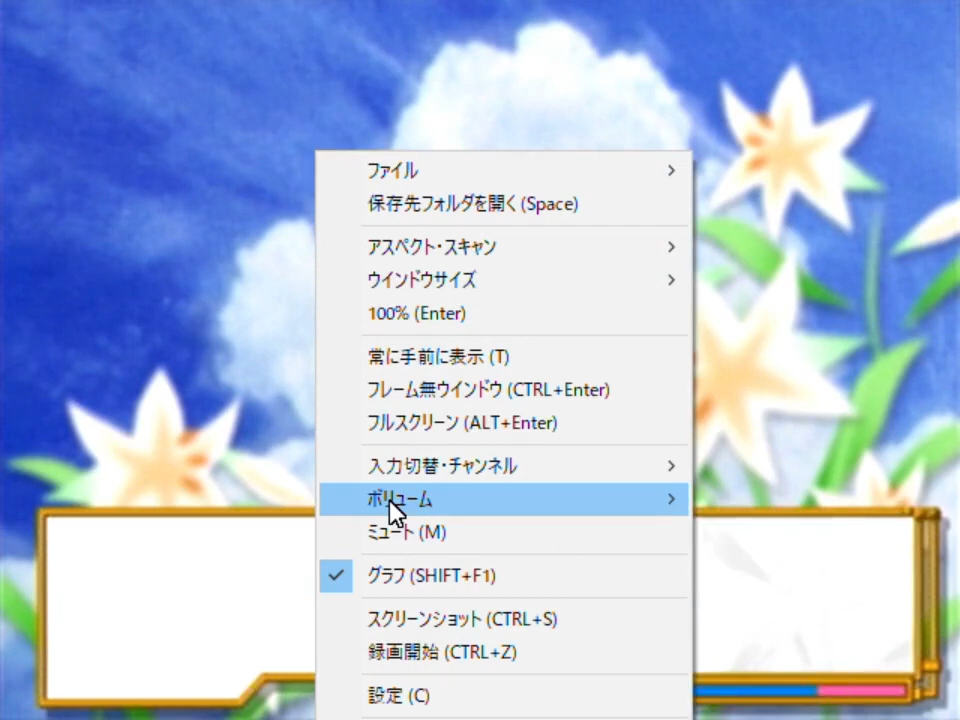 ファイル
保存先フォルダを開く(Space)
アスペクト・スキャン
ウインドウサイズ
100% (Enter)
常に手前に表示 (T)
フレーム無ウインドウ (CTRL+Enter)
フルスクリーン (ALT+Enter)
入力切替・チャンネル
ボリューム
ミュート (M)
グラフ (SHIFT+F1)
スクリーンショット (CTRL+S)
録画開始 (CTRL+Z)
設定 (C)